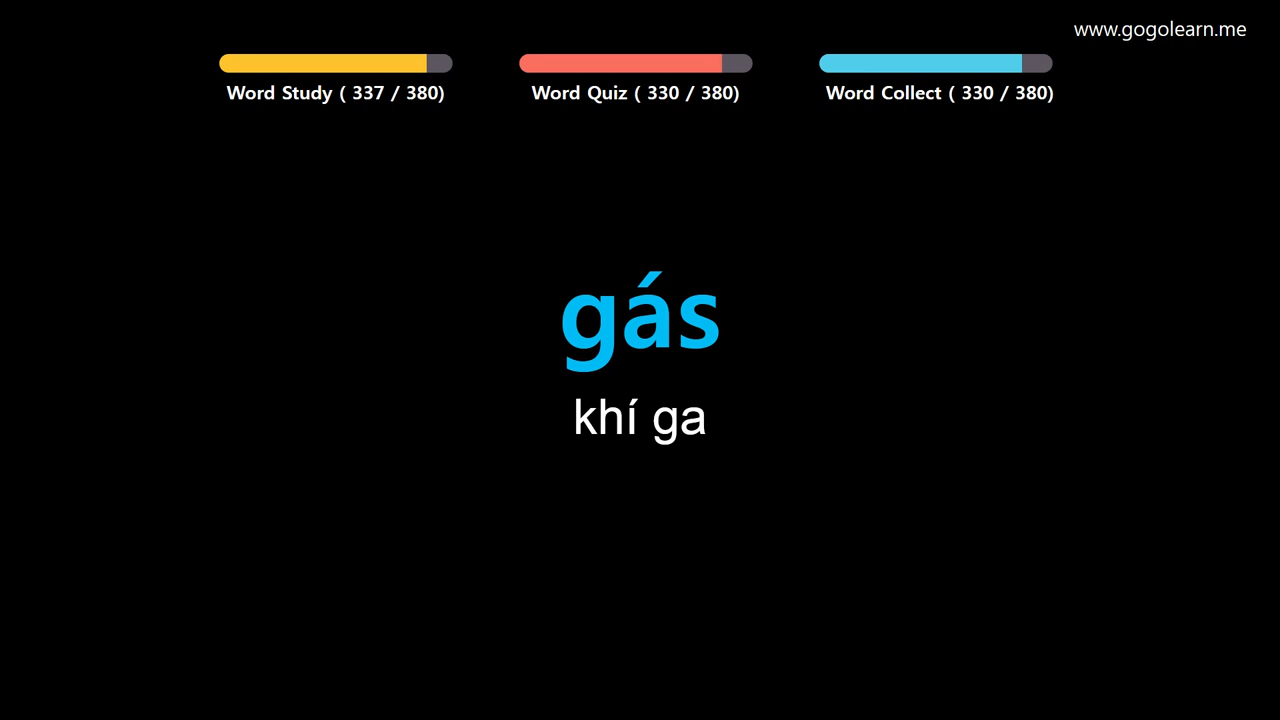 www.gogolearn.me
Word Study ( 337 / 380)
Word Quiz ( 330 / 380)
Word Collect ( 330 / 380)
gás
khí ga